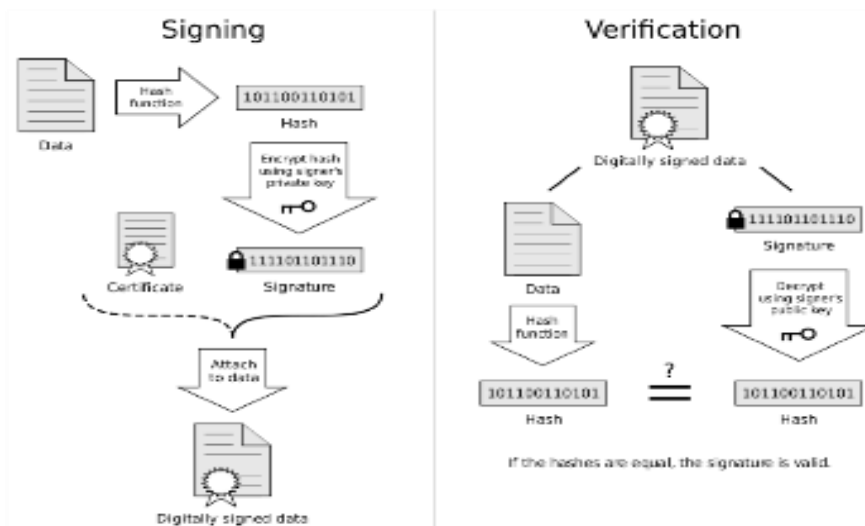 Signing
Hash
function
101100110101
Hash
Data
Encrypt hash
using signer's
private key
Certificate
111101101110
Signature
Attach
to data
Digitally signed data
Verification
Digitally signed data
Data
111101101110
Signature
Hash
function
Decrypt
using signer's
public key
101100110101
Hash
?
=
101100110101
Hash
If the hashes are equal, the signature is valid.